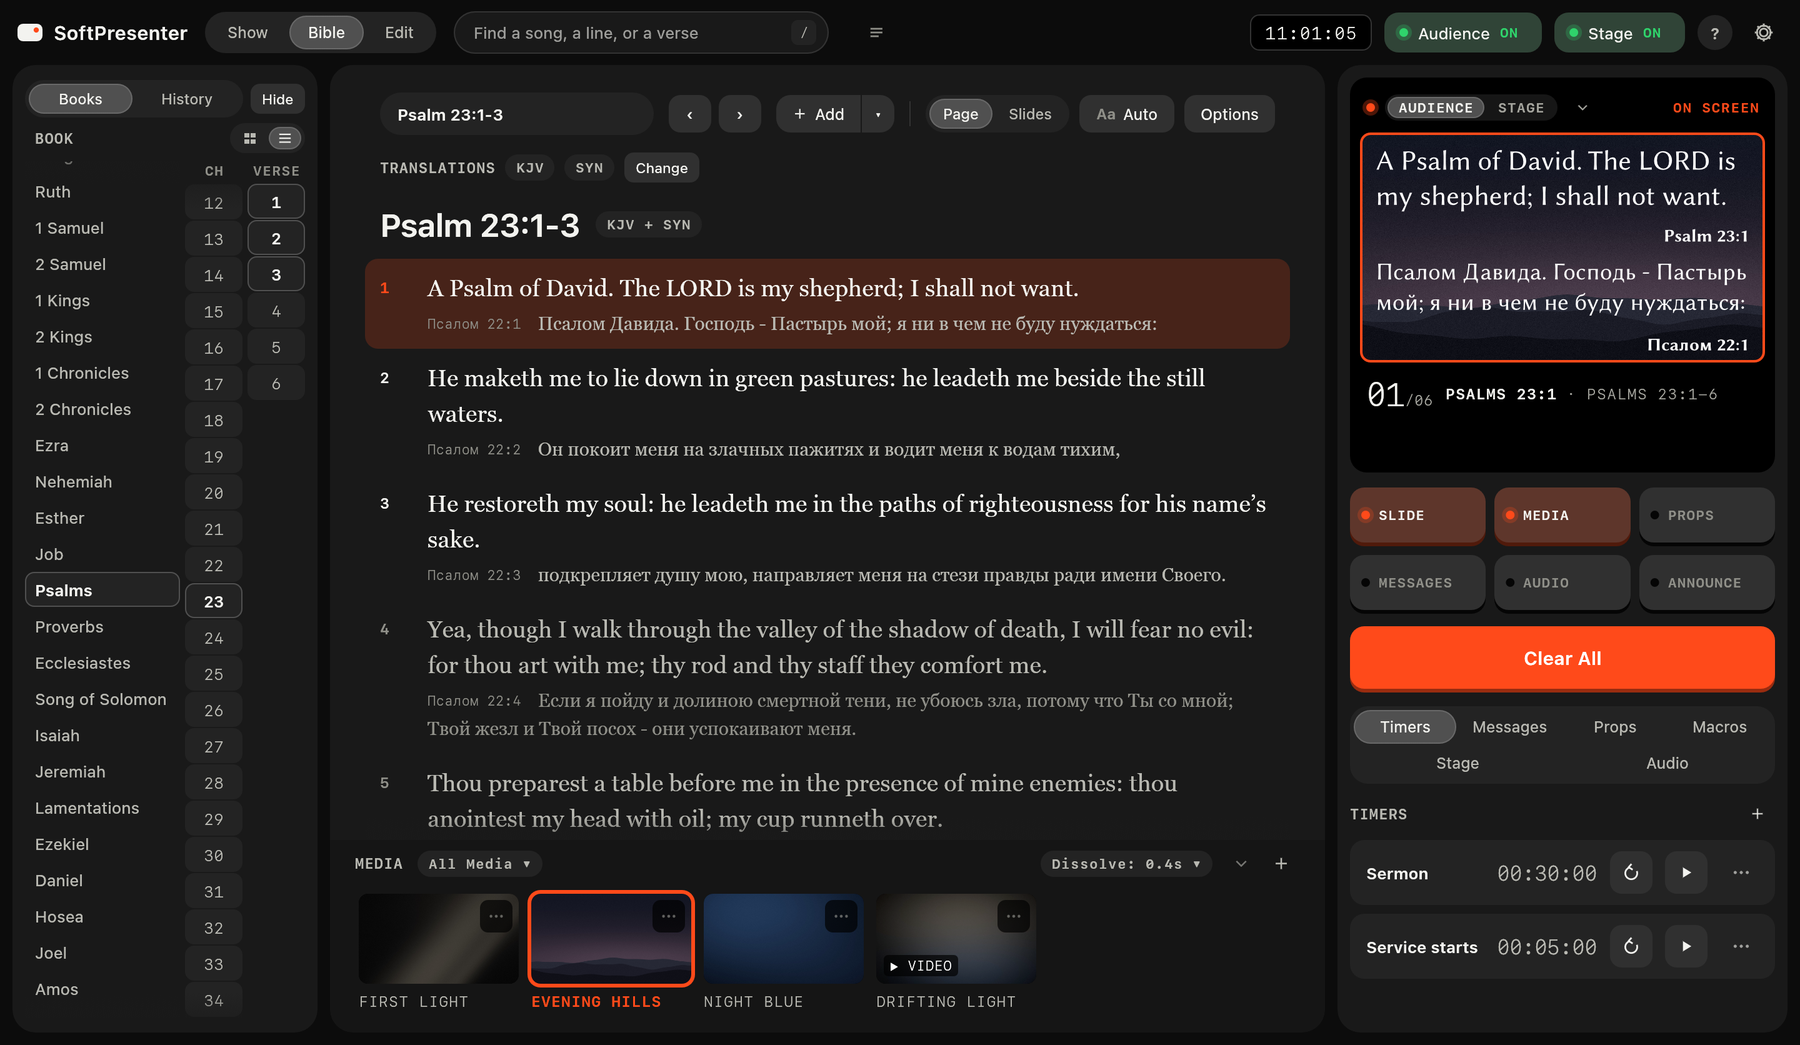 SoftPresenter
Show Bible Edit
Find a song, a line, or a verse /
11:01:05
Audience ON
Stage ON
?
Books History Hide
BOOK
CH VERSE
Ruth
1 Samuel
2 Samuel
1 Kings
2 Kings
1 Chronicles
2 Chronicles
Ezra
Nehemiah
Esther
Job
Psalms
Proverbs
Ecclesiastes
Song of Solomon
Isaiah
Jeremiah
Lamentations
Ezekiel
Daniel
Hosea
Joel
Amos
12
13
14
15
16
17
18
19
20
21
22
23
24
25
26
27
28
29
30
31
32
33
34
1
2
3
4
5
6
Psalm 23:1-3
‹ › + Add
Page Slides
Aa Auto
Options
TRANSLATIONS KJV SYN Change
Psalm 23:1-3 KJV + SYN
1 A Psalm of David. The LORD is my shepherd; I shall not want.
Псалом 22:1 Псалом Давида. Господь - Пастырь мой; я ни в чем не буду нуждаться:
2 He maketh me to lie down in green pastures: he leadeth me beside the still
waters.
Псалом 22:2 Он покоит меня на злачных пажитях и водит меня к водам тихим,
3 He restoreth my soul: he leadeth me in the paths of righteousness for his name’s
sake.
Псалом 22:3 подкрепляет душу мою, направляет меня на стези правды ради имени Своего.
4 Yea, though I walk through the valley of the shadow of death, I will fear no evil:
for thou art with me; thy rod and thy staff they comfort me.
Псалом 22:4 Если я пойду и долиною смертной тени, не убоюсь зла, потому что Ты со мной;
Твой жезл и Твой посох - они успокаивают меня.
5 Thou preparest a table before me in the presence of mine enemies: thou
anointest my head with oil; my cup runneth over.
MEDIA All Media ▾
Dissolve: 0.4s ▾
+
VIDEO
FIRST LIGHT
EVENING HILLS
NIGHT BLUE
DRIFTING LIGHT
AUDIENCE STAGE
ON SCREEN
A Psalm of David. The LORD is
my shepherd; I shall not want.
Psalm 23:1
Псалом Давида. Господь - Пастырь
мой; я ни в чем не буду нуждаться:
Псалом 22:1
01/06 PSALMS 23:1 · PSALMS 23:1–6
SLIDE MEDIA PROPS
MESSAGES AUDIO ANNOUNCE
Clear All
Timers Messages Props Macros
Stage Audio
TIMERS +
Sermon 00:30:00
Service starts 00:05:00